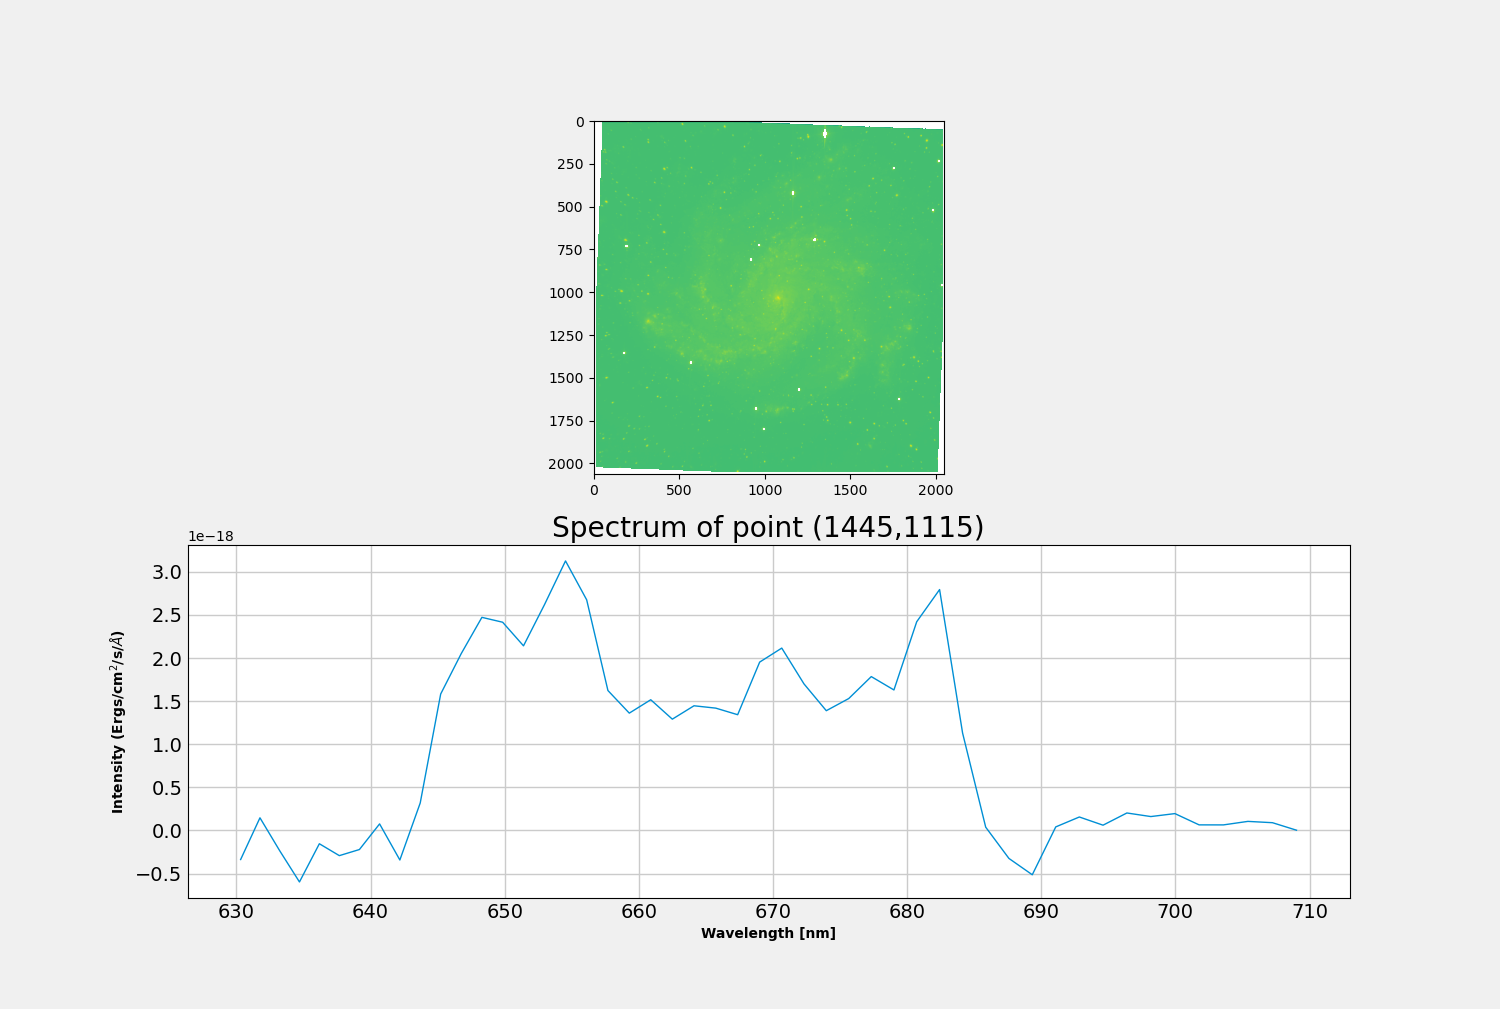 0
250
500
750
1000
1250
1500
1750
2000
0 500 1000 1500 2000
Spectrum of point (1445,1115)
1e−18
3.0
2.5
2.0
1.5
1.0
0.5
0.0
−0.5
Intensity (Ergs/cm²/s/Å)
630 640 650 660 670 680 690 700 710
Wavelength [nm]